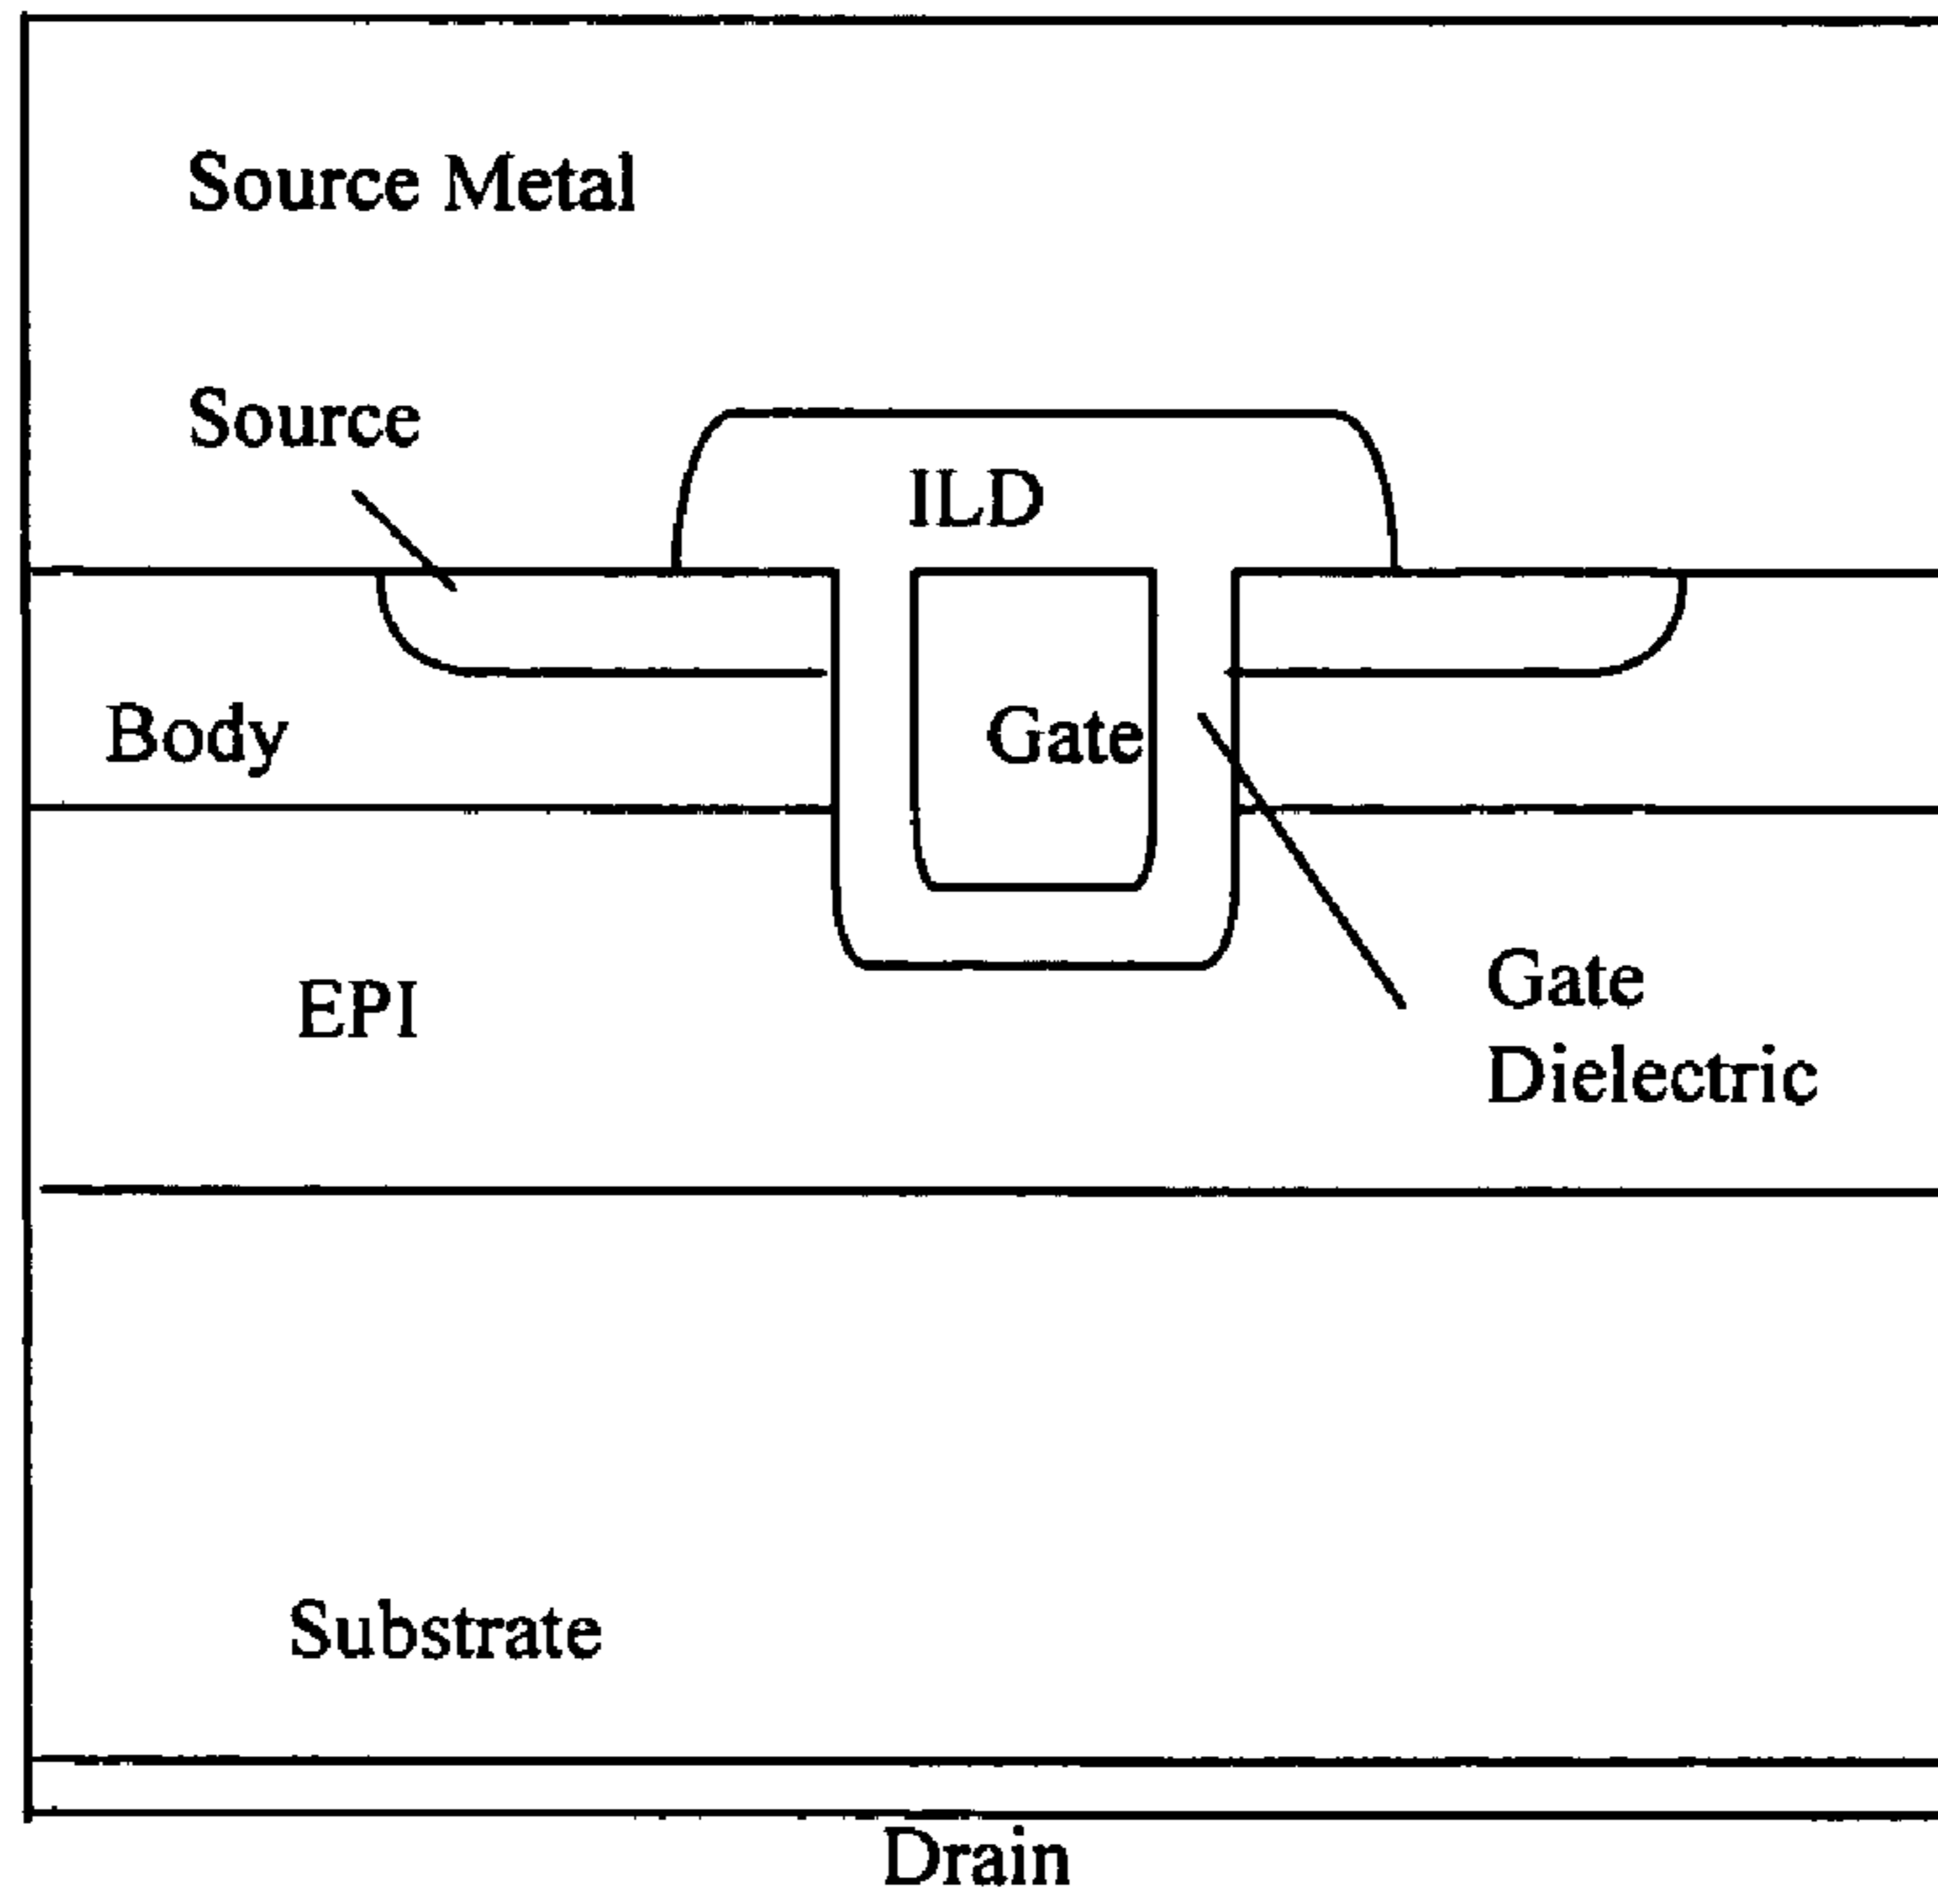 Source Metal
Source
ILD
Body
Gate
EPI
Gate
Dielectric
Substrate
Drain